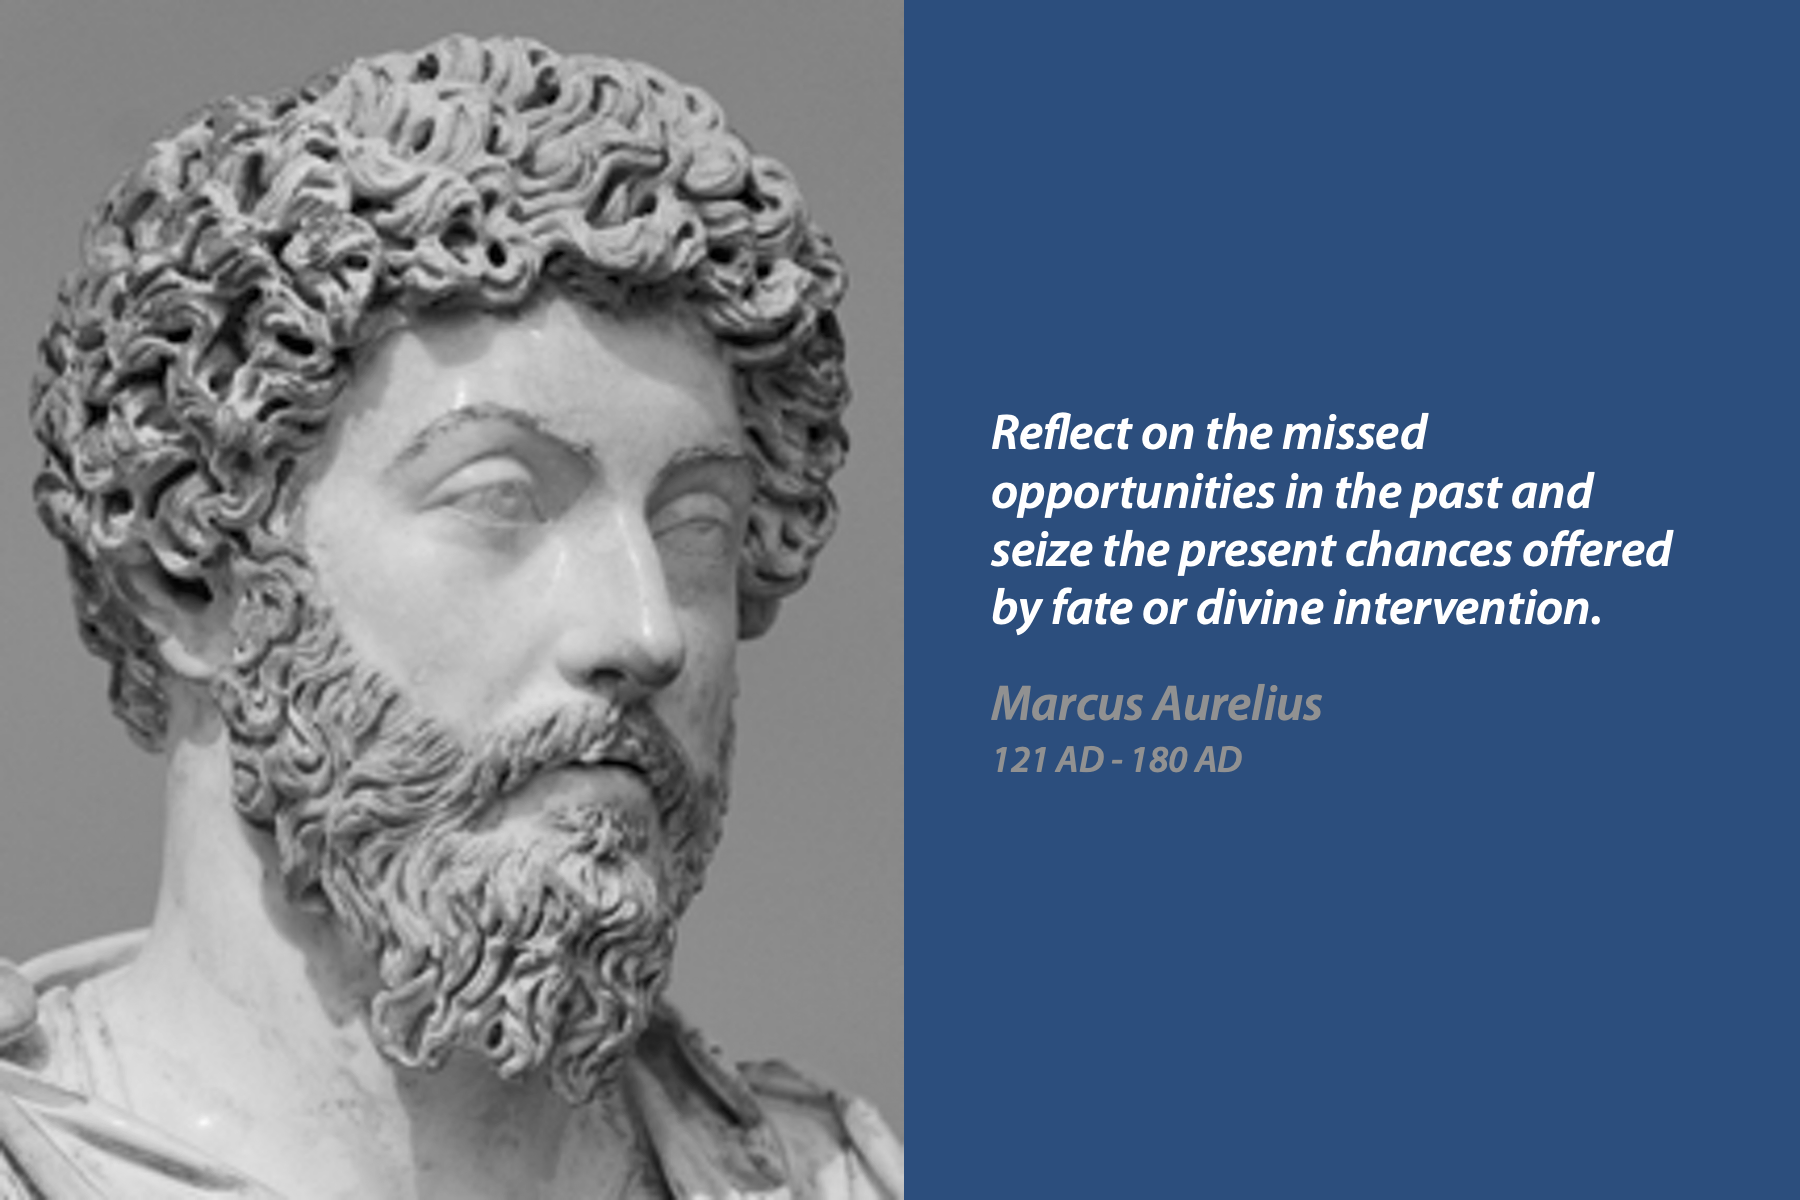 Reflect on the missed
opportunities in the past and
seize the present chances offered
by fate or divine intervention.
Marcus Aurelius
121 AD - 180 AD